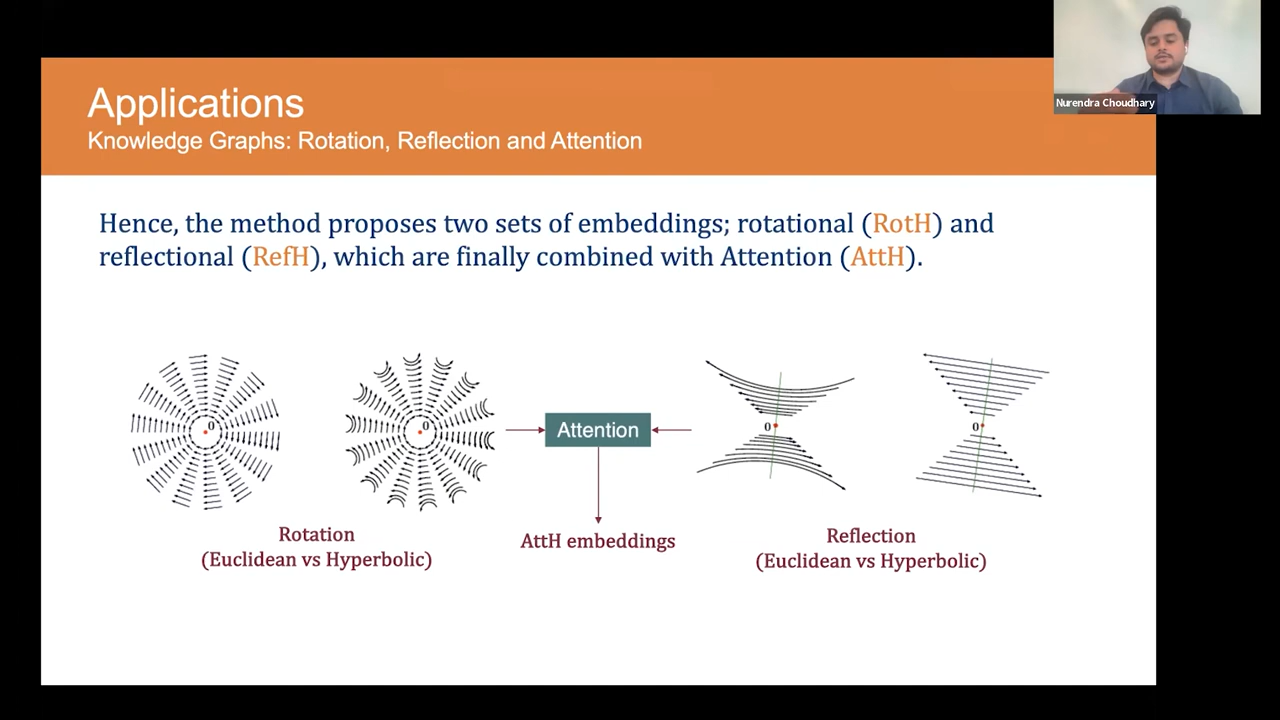 Nurendra Choudhary
Applications
Knowledge Graphs: Rotation, Reflection and Attention
Hence, the method proposes two sets of embeddings; rotational (RotH) and
reflectional (RefH), which are finally combined with Attention (AttH).
0
0
Attention
0
0
Rotation
(Euclidean vs Hyperbolic)
AttH embeddings
Reflection
(Euclidean vs Hyperbolic)